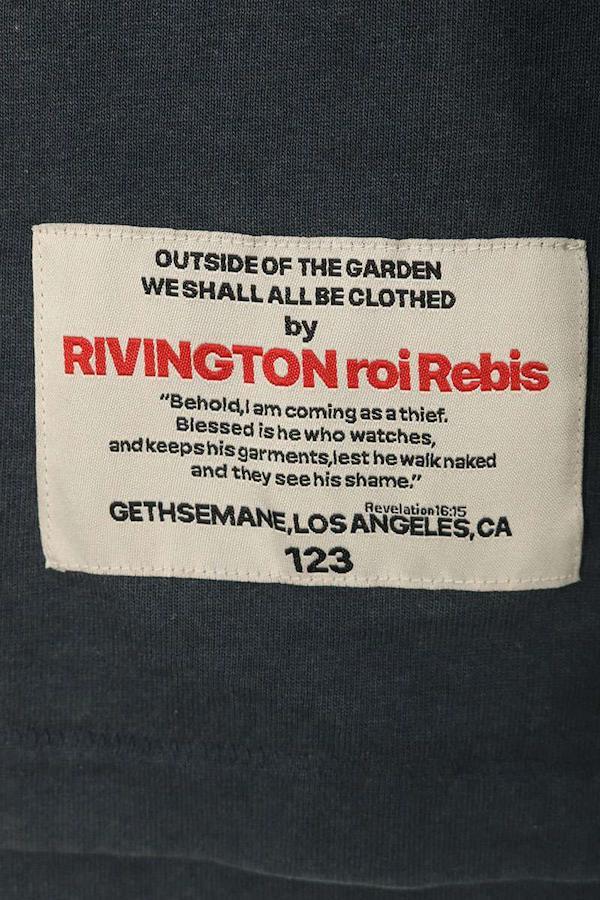 OUTSIDE OF THE GARDEN
WE SHALL ALL BE CLOTHED
by
RIVINGTON roi Rebis
"Behold, I am coming as a thief.
Blessed is he who watches,
and keeps his garments, lest he walk naked
and they see his shame."
Revelation 16:15
GETHSEMANE, LOS ANGELES, CA
123